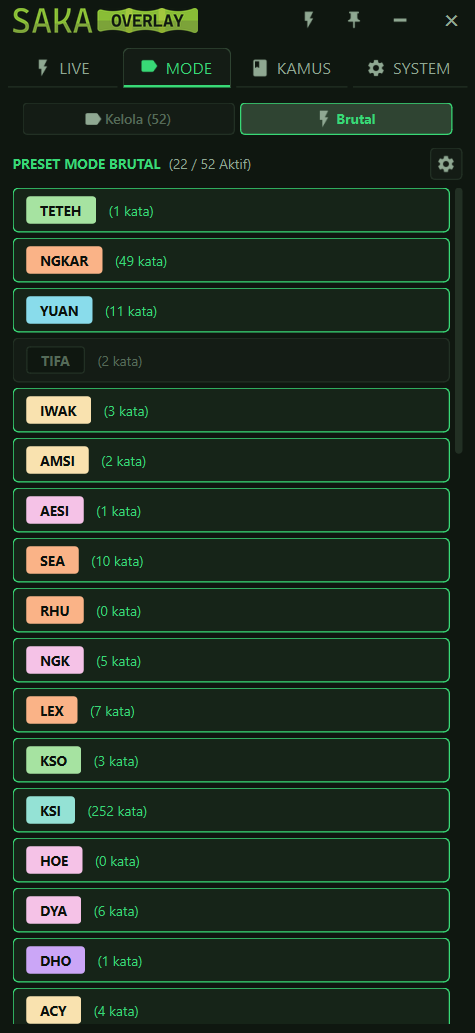 SAKA OVERLAY
LIVE MODE KAMUS SYSTEM
Kelola (52) Brutal
PRESET MODE BRUTAL (22 / 52 Aktif)
TETEH (1 kata)
NGKAR (49 kata)
YUAN (11 kata)
TIFA (2 kata)
IWAK (3 kata)
AMSI (2 kata)
AESI (1 kata)
SEA (10 kata)
RHU (0 kata)
NGK (5 kata)
LEX (7 kata)
KSO (3 kata)
KSI (252 kata)
HOE (0 kata)
DYA (6 kata)
DHO (1 kata)
ACY (4 kata)